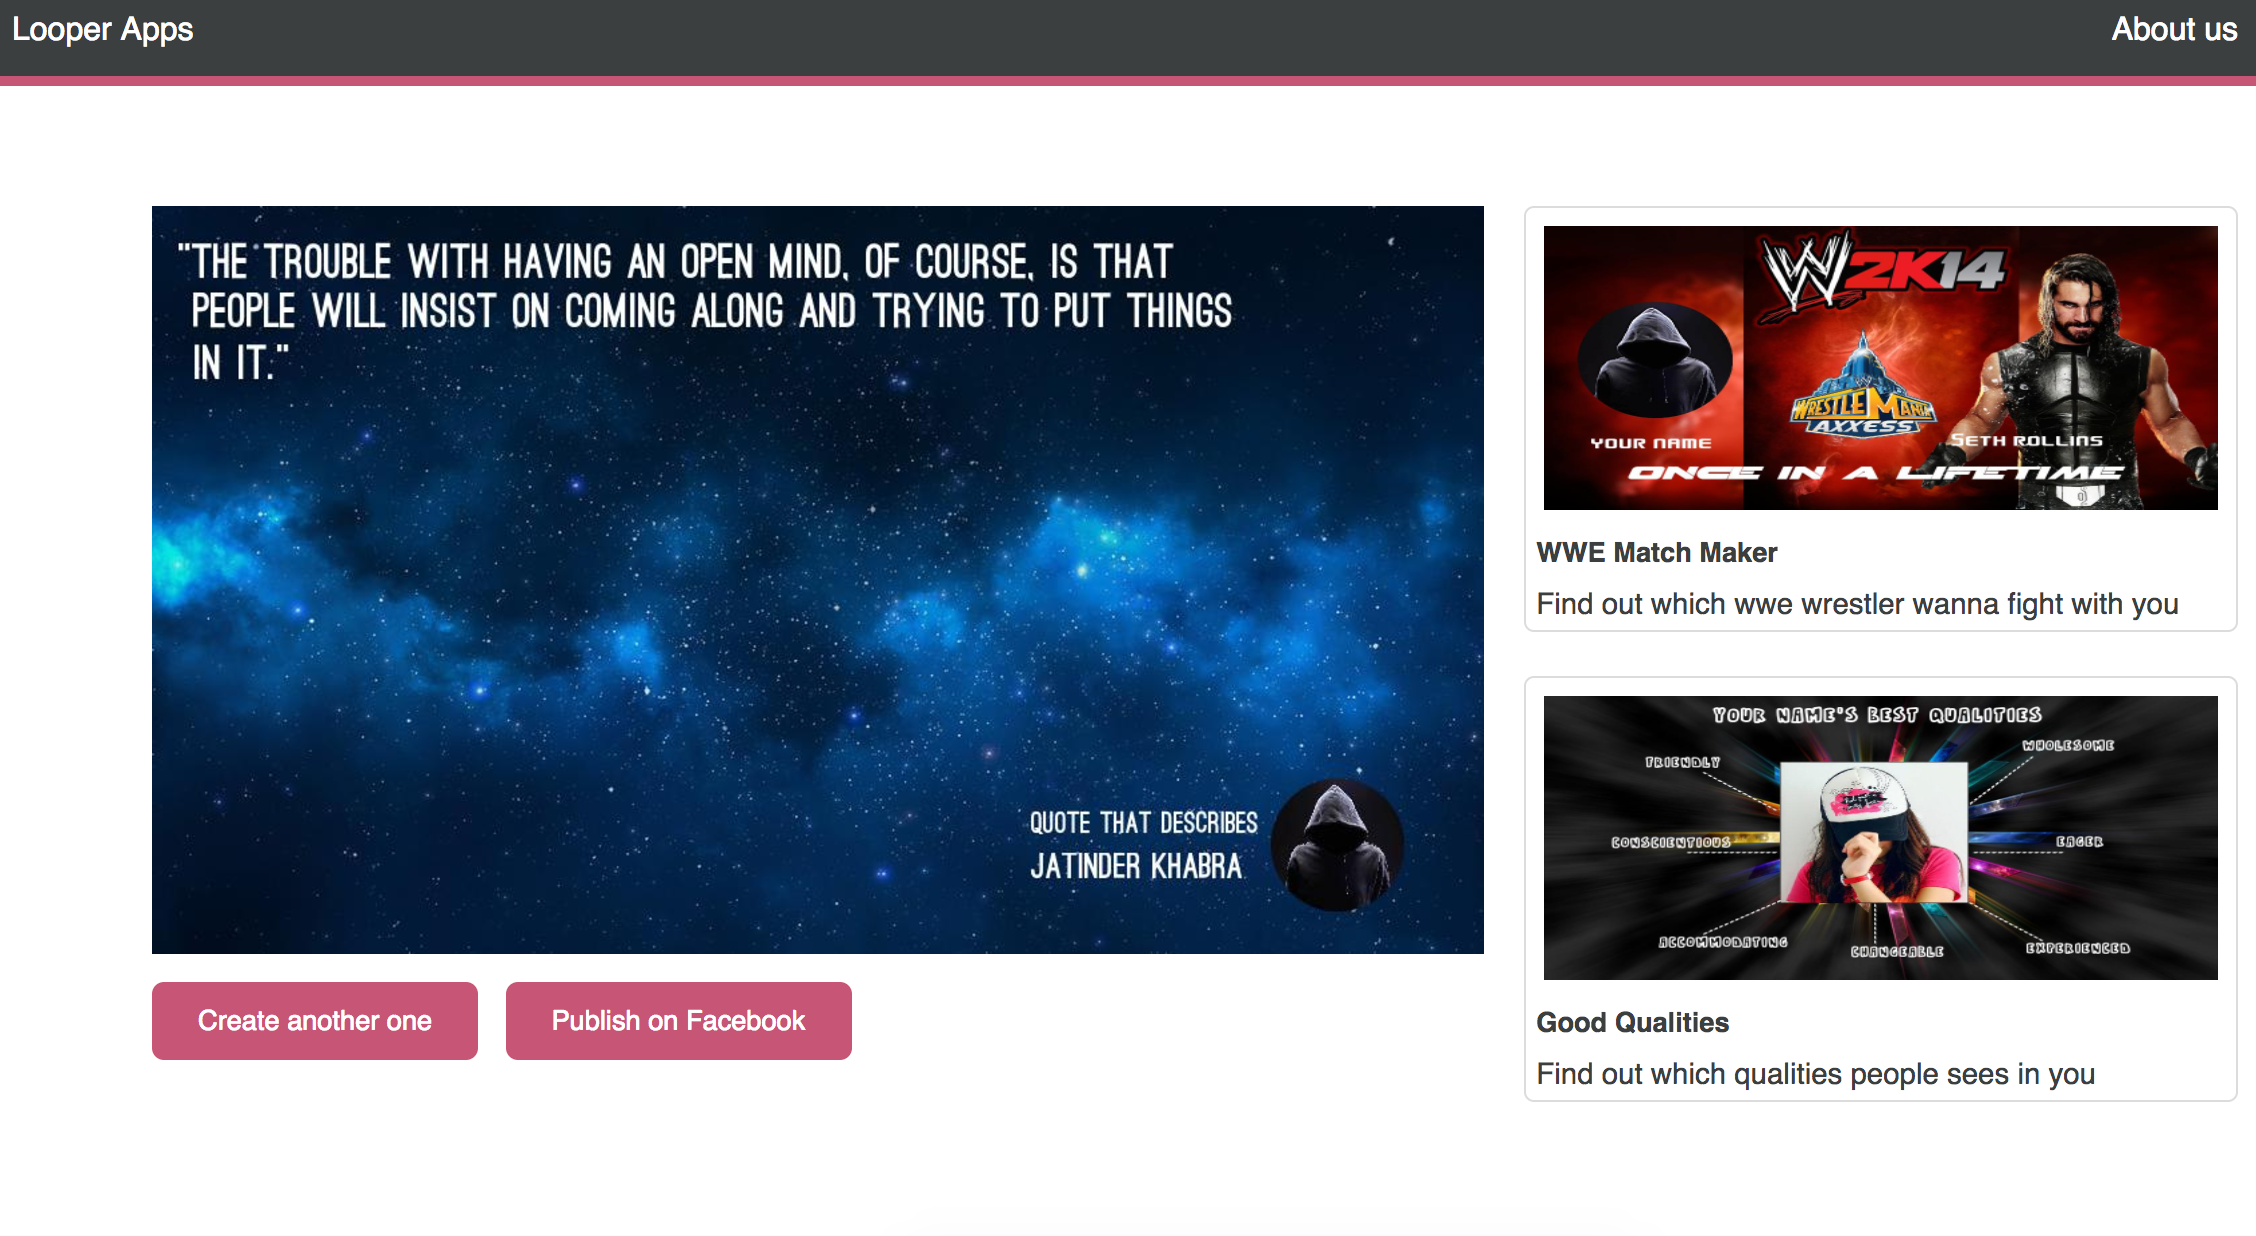 Looper Apps
About us
"THE TROUBLE WITH HAVING AN OPEN MIND, OF COURSE, IS THAT
PEOPLE WILL INSIST ON COMING ALONG AND TRYING TO PUT THINGS
IN IT."
QUOTE THAT DESCRIBES
JATINDER KHABRA
Create another one
Publish on Facebook
W 2K14
WRESTLEMANIA
AXXESS
YOUR NAME
SETH ROLLINS
ONCE IN A LIFETIME
WWE Match Maker
Find out which wwe wrestler wanna fight with you
YOUR NAME'S BEST QUALITIES
FRIENDLY
WHOLESOME
CONSCIENTIOUS
EAGER
ACCOMMODATING
CHANGEABLE
EXPERIENCED
Good Qualities
Find out which qualities people sees in you